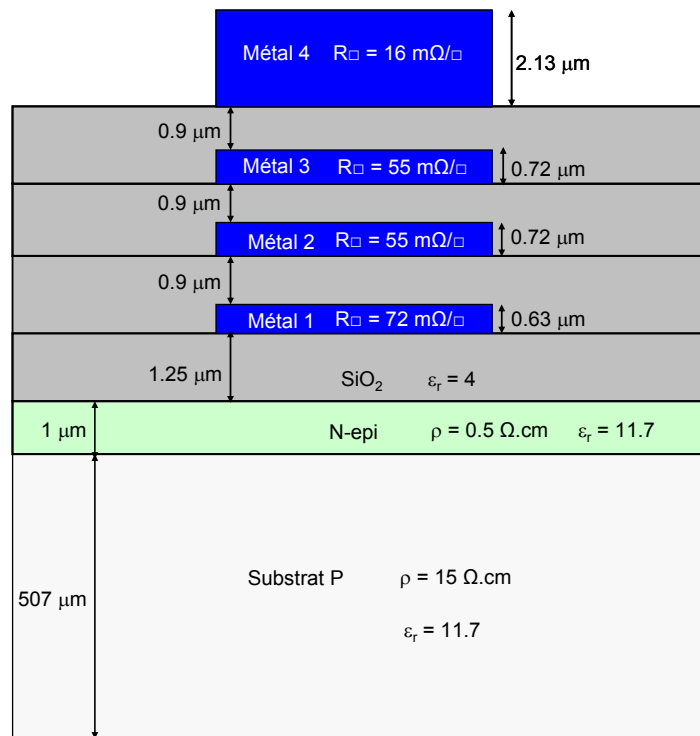 Métal 4 R□ = 16 mΩ/□
2.13 μm
0.9 μm
Métal 3 R□ = 55 mΩ/□
0.72 μm
0.9 μm
Métal 2 R□ = 55 mΩ/□
0.72 μm
0.9 μm
Métal 1 R□ = 72 mΩ/□
0.63 μm
1.25 μm
SiO₂ εᵣ = 4
1 μm
N-epi ρ = 0.5 Ω.cm εᵣ = 11.7
Substrat P ρ = 15 Ω.cm
507 μm
εᵣ = 11.7